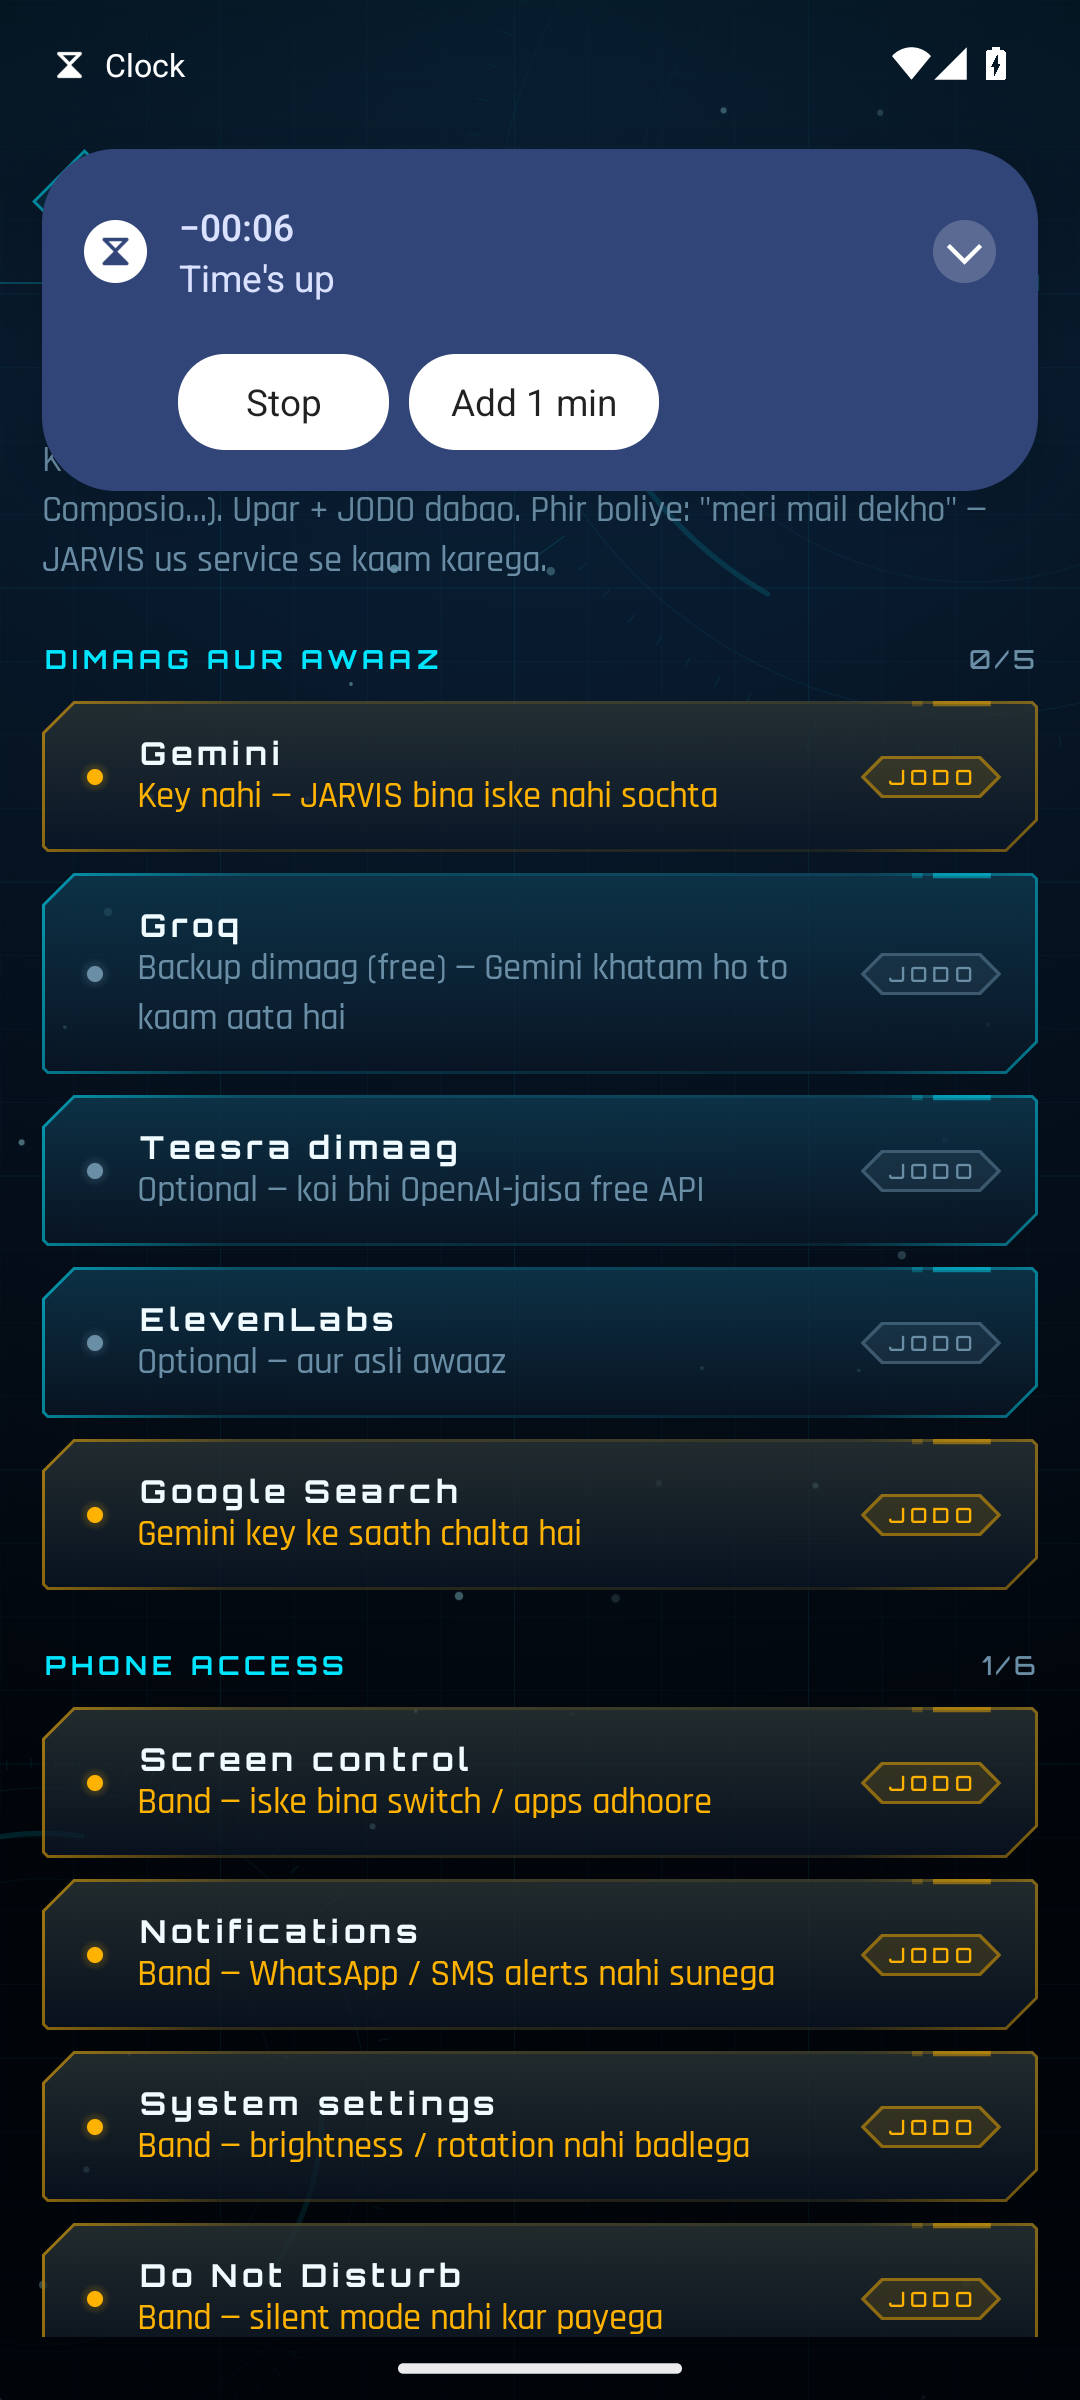 Clock
−00:06
Time's up
Stop
Add 1 min
Composio...). Upar + JODO dabao. Phir boliye: "meri mail dekho" —
JARVIS us service se kaam karega.
DIMAAG AUR AWAAZ
0/5
Gemini
Key nahi — JARVIS bina iske nahi sochta
JODO
Groq
Backup dimaag (free) — Gemini khatam ho to
kaam aata hai
JODO
Teesra dimaag
Optional — koi bhi OpenAI-jaisa free API
JODO
ElevenLabs
Optional — aur asli awaaz
JODO
Google Search
Gemini key ke saath chalta hai
JODO
PHONE ACCESS
1/6
Screen control
Band — iske bina switch / apps adhoore
JODO
Notifications
Band — WhatsApp / SMS alerts nahi sunega
JODO
System settings
Band — brightness / rotation nahi badlega
JODO
Do Not Disturb
Band — silent mode nahi kar payega
JODO